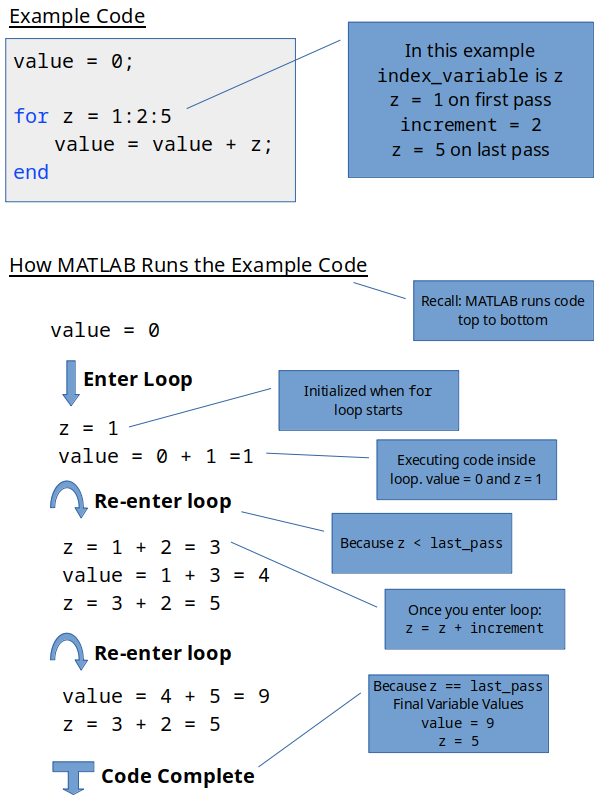 Example Code
value = 0;
for z = 1:2:5
value = value + z;
end
In this example
index_variable is z
z = 1 on first pass
increment = 2
z = 5 on last pass
How MATLAB Runs the Example Code
Recall: MATLAB runs code
top to bottom
value = 0
Enter Loop
Initialized when for
loop starts
z = 1
value = 0 + 1 =1
Executing code inside
loop. value = 0 and z = 1
Re-enter loop
Because z < last_pass
z = 1 + 2 = 3
value = 1 + 3 = 4
z = 3 + 2 = 5
Once you enter loop:
z = z + increment
Re-enter loop
value = 4 + 5 = 9
z = 3 + 2 = 5
Because z == last_pass
Final Variable Values
value = 9
z = 5
Code Complete